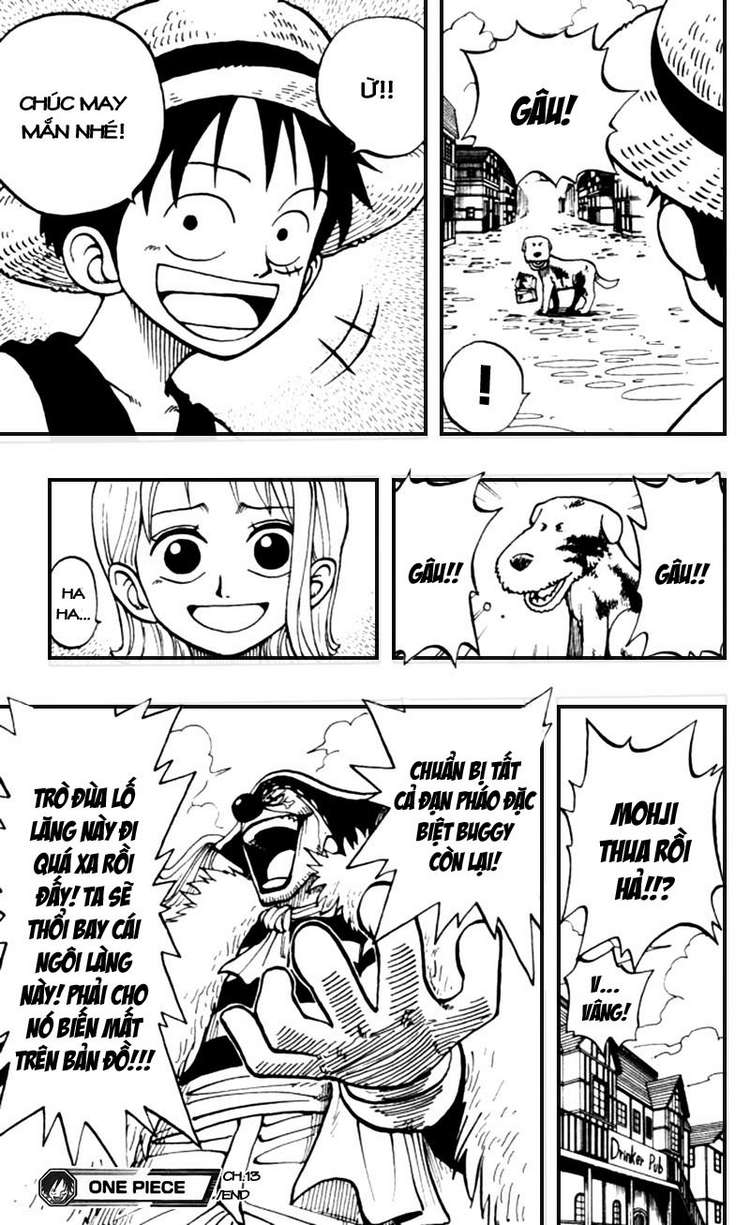 GÂU!
!
Ừ!!
CHÚC MAY
MẮN NHÉ!
GÂU!!
GÂU!!
HA
HA...
MOHJI
THUA RỒI
HẢ!!?
V...
VÂNG!
Drinker Pub
CHUẨN BỊ TẤT
CẢ ĐẠN PHÁO ĐẶC
BIỆT BUGGY
CÒN LẠI!
TRÒ ĐÙA LỐ
LĂNG NÀY ĐI
QUÁ XA RỒI
ĐẤY! TA SẼ
THỔI BAY CÁI
NGÔI LÀNG
NÀY! PHẢI CHO
NÓ BIẾN MẤT
TRÊN BẢN ĐỒ!!!
ONE PIECE
CH.13
/END